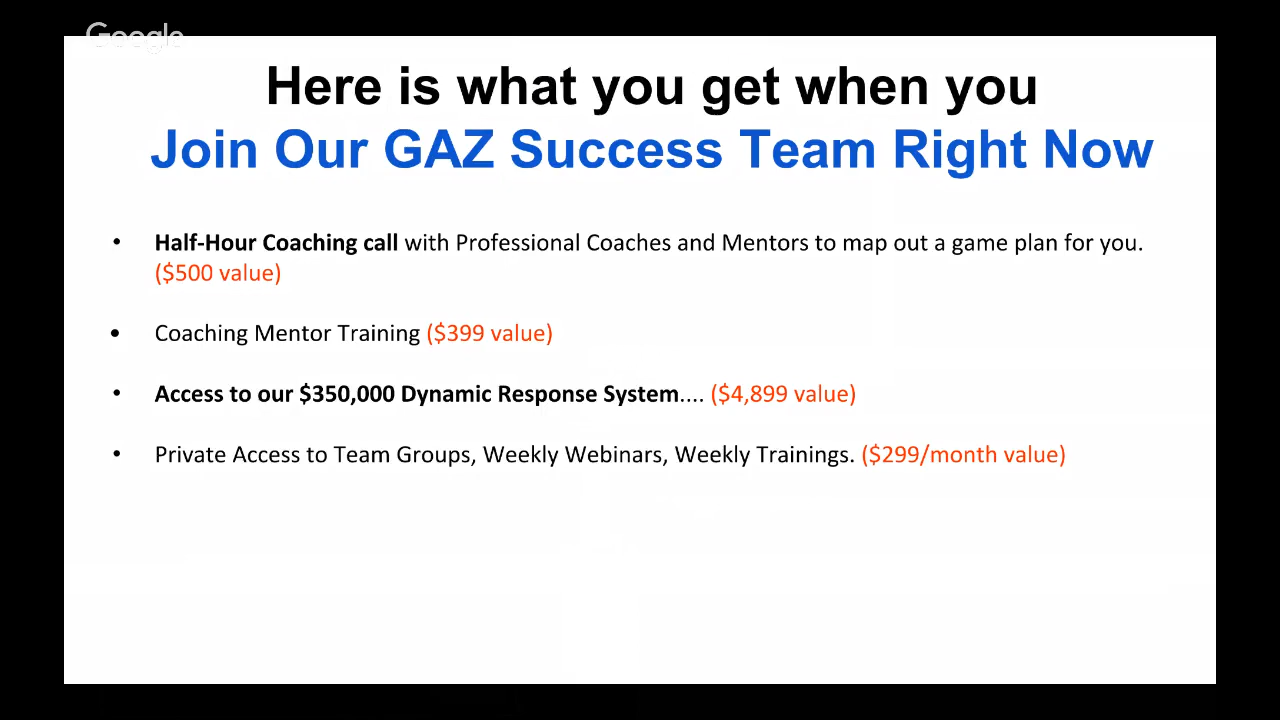 Google
Here is what you get when you
Join Our GAZ Success Team Right Now
• Half-Hour Coaching call with Professional Coaches and Mentors to map out a game plan for you.
($500 value)
• Coaching Mentor Training ($399 value)
• Access to our $350,000 Dynamic Response System.... ($4,899 value)
• Private Access to Team Groups, Weekly Webinars, Weekly Trainings. ($299/month value)